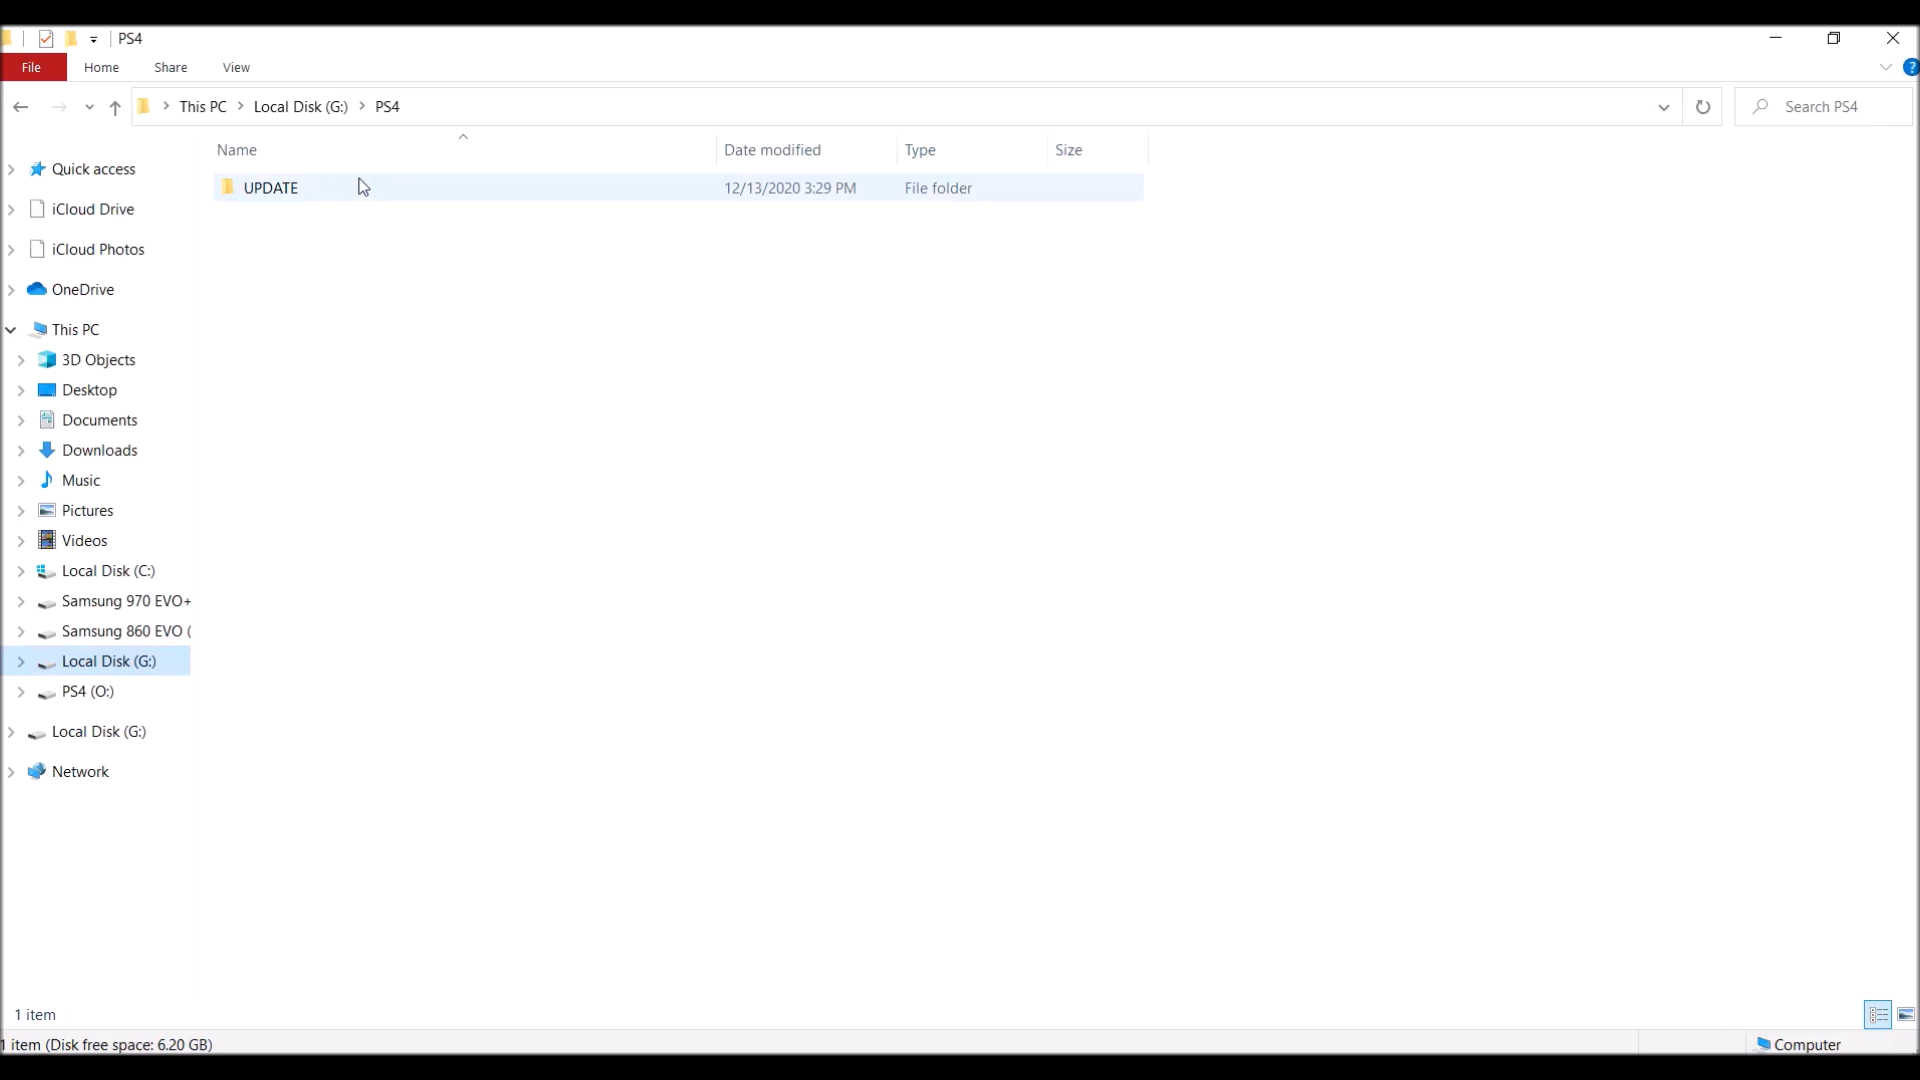 PS4
File Home Share View
This PC Local Disk (G:) PS4
Search PS4
Name Date modified Type Size
UPDATE 12/13/2020 3:29 PM File folder
Quick access
iCloud Drive
iCloud Photos
OneDrive
This PC
3D Objects
Desktop
Documents
Downloads
Music
Pictures
Videos
Local Disk (C:)
Samsung 970 EVO+
Samsung 860 EVO (
Local Disk (G:)
PS4 (O:)
Local Disk (G:)
Network
1 item
1 item (Disk free space: 6.20 GB)
Computer